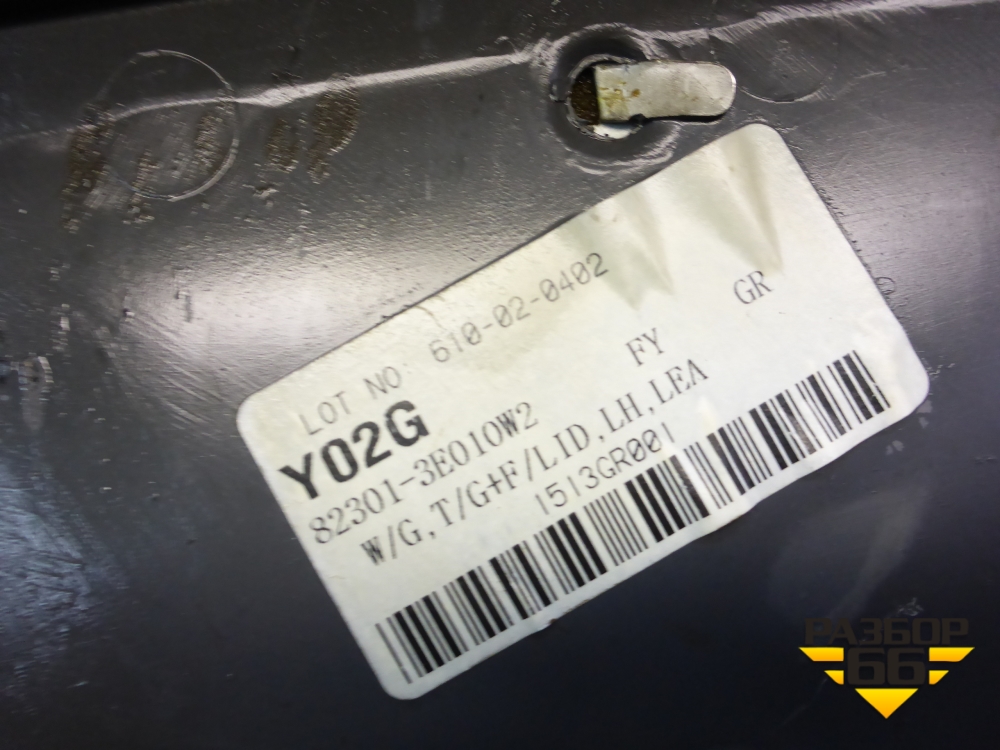 LOT NO: 610-02-0402
Y02G FY GR
82301-3E010W2
W/G, T/G+F/LID, LH, LEA
1513GR001
РАЗБОР
66